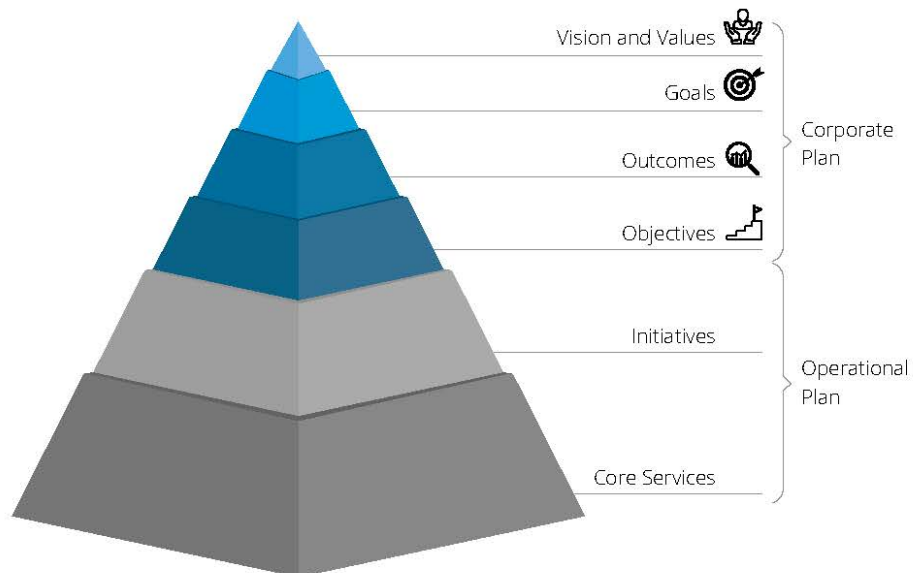 Vision and Values
Goals
Outcomes
Objectives
Corporate
Plan
Initiatives
Core Services
Operational
Plan